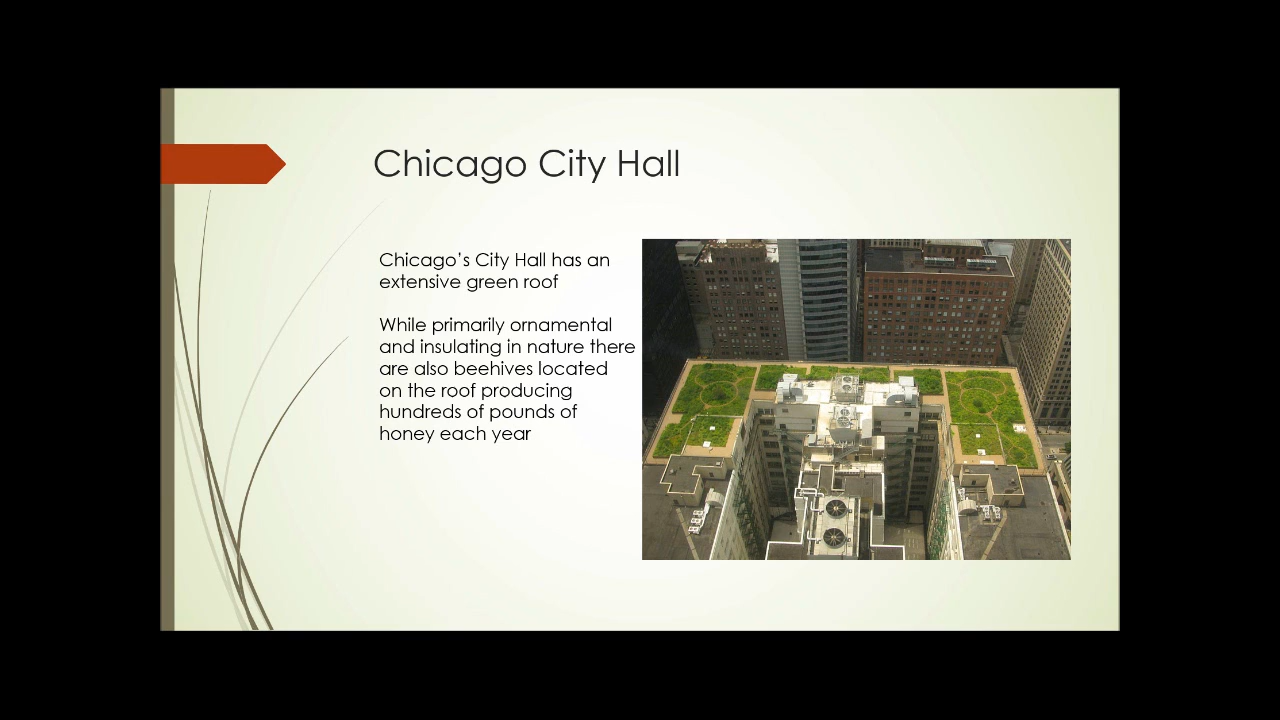 Chicago City Hall
Chicago’s City Hall has an
extensive green roof
While primarily ornamental
and insulating in nature there
are also beehives located
on the roof producing
hundreds of pounds of
honey each year